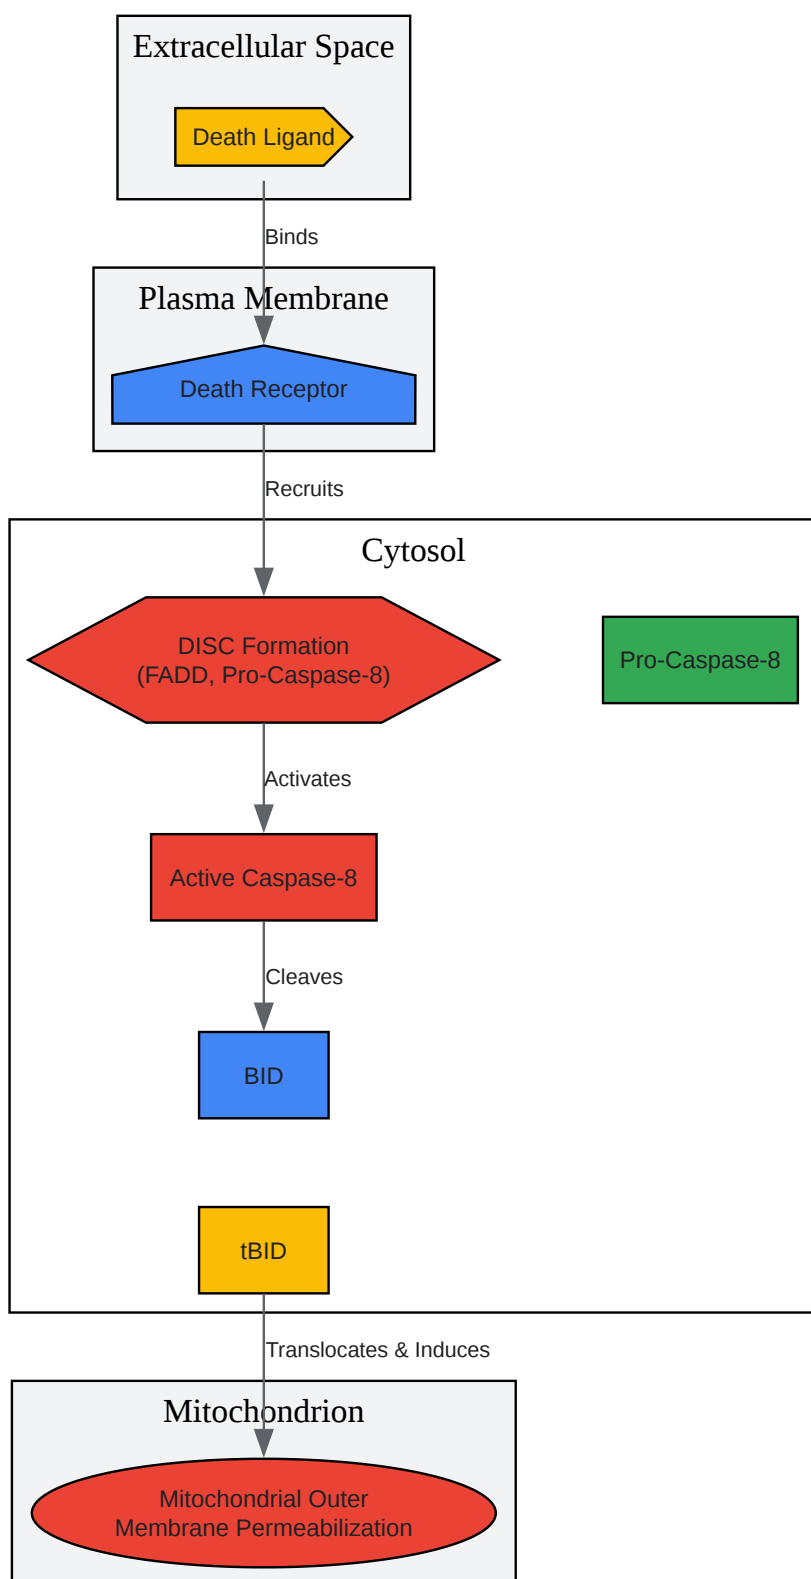 Extracellular Space
Death Ligand
Binds
Plasma Membrane
Death Receptor
Recruits
Cytosol
DISC Formation
(FADD, Pro-Caspase-8)
Pro-Caspase-8
Activates
Active Caspase-8
Cleaves
BID
tBID
Translocates & Induces
Mitochondrion
Mitochondrial Outer
Membrane Permeabilization